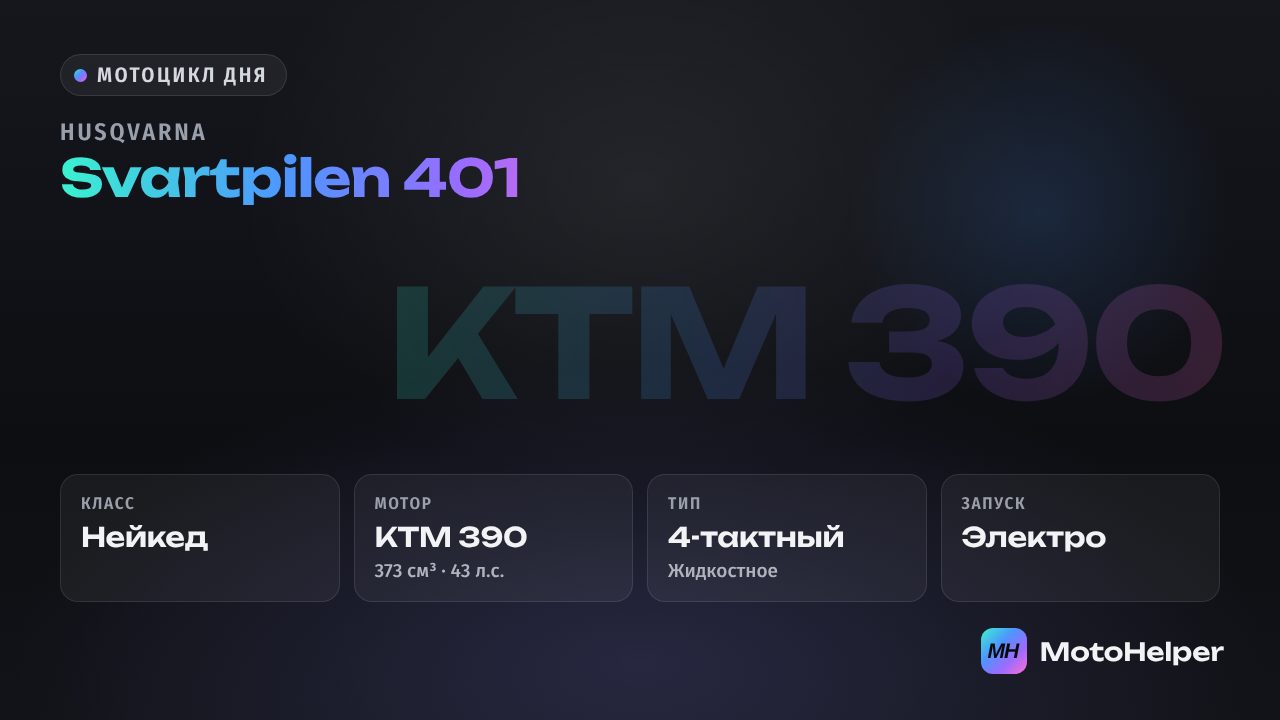 МОТОЦИКЛ ДНЯ
HUSQVARNA
Svartpilen 401
KTM 390
КЛАСС
Нейкед
МОТОР
KTM 390
373 см³ · 43 л.с.
ТИП
4-тактный
Жидкостное
ЗАПУСК
Электро
MH MotoHelper